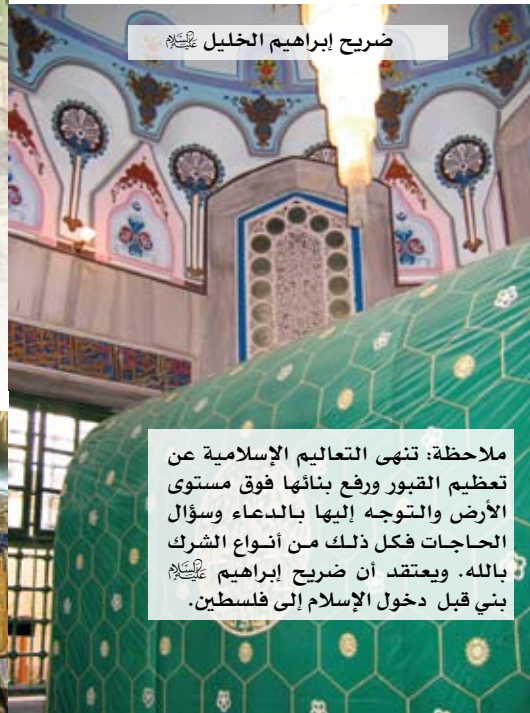 ضريح إبراهيم الخليل عليه السلام
ملاحظة: تنهى التعاليم الإسلامية عن
تعظيم القبور ورفع بنائها فوق مستوى
الأرض والتوجه إليها بالدعاء وسؤال
الحاجات فكل ذلك من أنواع الشرك
بالله. ويعتقد أن ضريح إبراهيم عليه السلام
بني قبل دخول الإسلام إلى فلسطين.